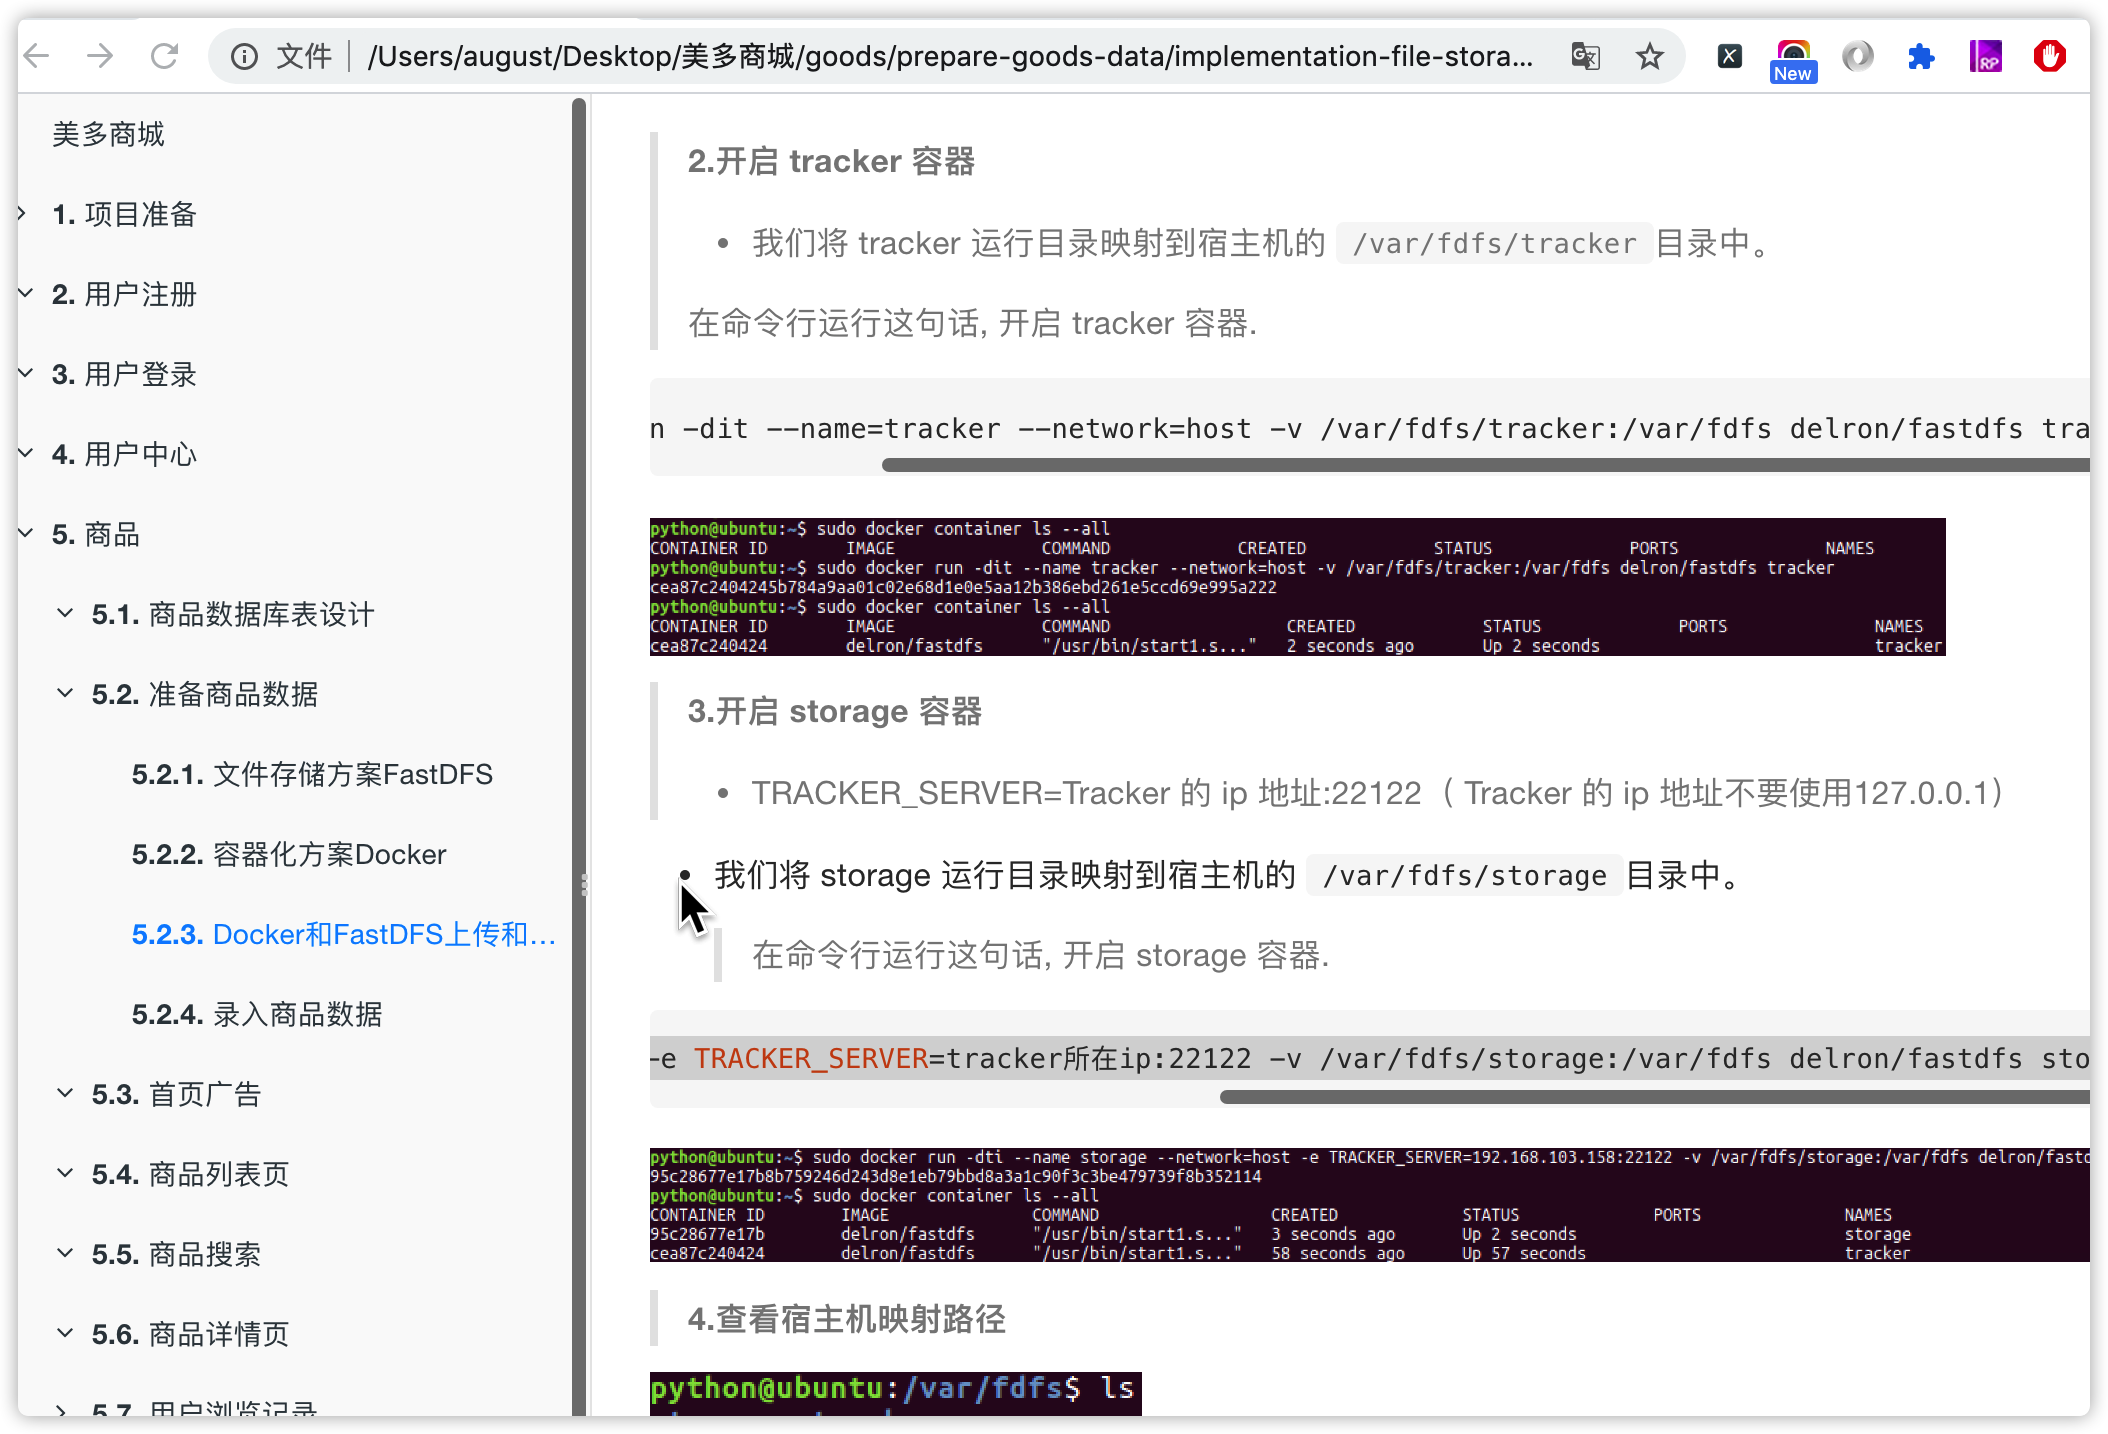 文件 /Users/august/Desktop/美多商城/goods/prepare-goods-data/implementation-file-stora...
New
RP
美多商城
1. 项目准备
2. 用户注册
3. 用户登录
4. 用户中心
5. 商品
5.1. 商品数据库表设计
5.2. 准备商品数据
5.2.1. 文件存储方案FastDFS
5.2.2. 容器化方案Docker
5.2.3. Docker和FastDFS上传和...
5.2.4. 录入商品数据
5.3. 首页广告
5.4. 商品列表页
5.5. 商品搜索
5.6. 商品详情页
5.7. 用户浏览记录
2.开启 tracker 容器
• 我们将 tracker 运行目录映射到宿主机的 /var/fdfs/tracker 目录中。
在命令行运行这句话, 开启 tracker 容器.
n -dit --name=tracker --network=host -v /var/fdfs/tracker:/var/fdfs delron/fastdfs tra
python@ubuntu:~$ sudo docker container ls --all
CONTAINER ID IMAGE COMMAND CREATED STATUS PORTS NAMES
python@ubuntu:~$ sudo docker run -dit --name tracker --network=host -v /var/fdfs/tracker:/var/fdfs delron/fastdfs tracker
cea87c2404245b784a9aa01c02e68d1e0e5aa12b386ebd261e5ccd69e995a222
python@ubuntu:~$ sudo docker container ls --all
CONTAINER ID IMAGE COMMAND CREATED STATUS PORTS NAMES
cea87c240424 delron/fastdfs "/usr/bin/start1.s..." 2 seconds ago Up 2 seconds tracker
3.开启 storage 容器
• TRACKER_SERVER=Tracker 的 ip 地址:22122（ Tracker 的 ip 地址不要使用127.0.0.1）
• 我们将 storage 运行目录映射到宿主机的 /var/fdfs/storage 目录中。
在命令行运行这句话, 开启 storage 容器.
-e TRACKER_SERVER=tracker所在ip:22122 -v /var/fdfs/storage:/var/fdfs delron/fastdfs sto
python@ubuntu:~$ sudo docker run -dti --name storage --network=host -e TRACKER_SERVER=192.168.103.158:22122 -v /var/fdfs/storage:/var/fdfs delron/fastd
95c28677e17b8b759246d243d8e1eb79bbd8a3a1c90f3c3be479739f8b352114
python@ubuntu:~$ sudo docker container ls --all
CONTAINER ID IMAGE COMMAND CREATED STATUS PORTS NAMES
95c28677e17b delron/fastdfs "/usr/bin/start1.s..." 3 seconds ago Up 2 seconds storage
cea87c240424 delron/fastdfs "/usr/bin/start1.s..." 58 seconds ago Up 57 seconds tracker
4.查看宿主机映射路径
python@ubuntu:/var/fdfs$ ls